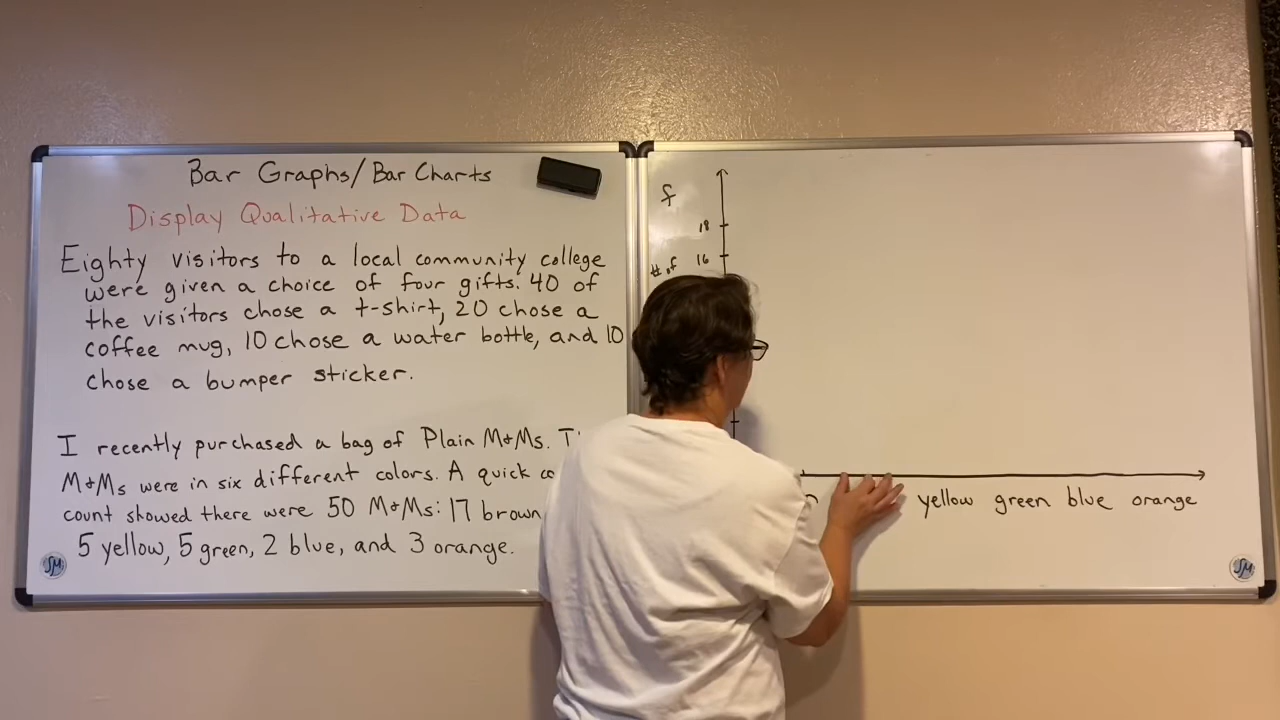 Bar Graphs/Bar Charts
Display Qualitative Data
Eighty visitors to a local community college
were given a choice of four gifts. 40 of
the visitors chose a t-shirt, 20 chose a
coffee mug, 10 chose a water bottle, and 10
chose a bumper sticker.
I recently purchased a bag of Plain M&Ms.
M&Ms were in six different colors. A quick
count showed there were 50 M&Ms: 17 brown
5 yellow, 5 green, 2 blue, and 3 orange.
SM
f
18
# of 16
yellow green blue orange
SM